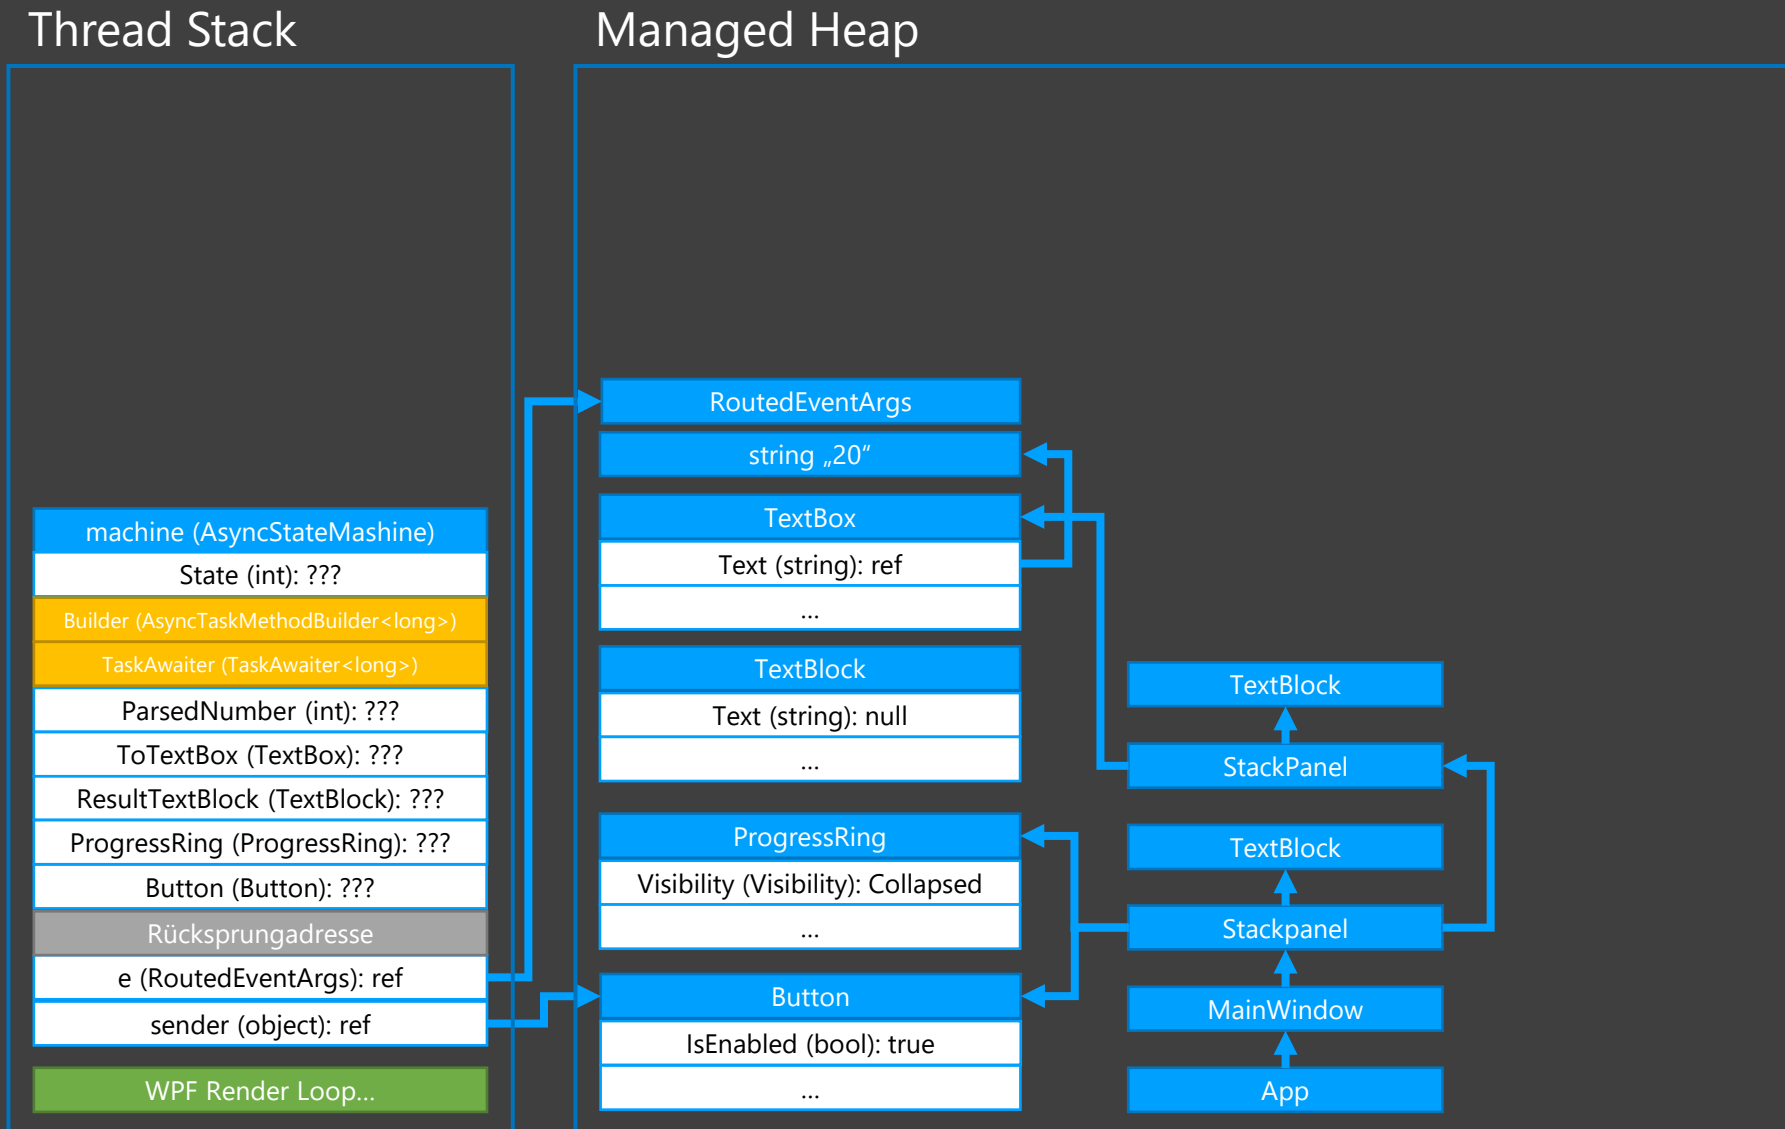 Thread Stack
Managed Heap
machine (AsyncStateMashine)
State (int): ???
Builder (AsyncTaskMethodBuilder<long>)
TaskAwaiter (TaskAwaiter<long>)
ParsedNumber (int): ???
ToTextBox (TextBox): ???
ResultTextBlock (TextBlock): ???
ProgressRing (ProgressRing): ???
Button (Button): ???
Rücksprungadresse
e (RoutedEventArgs): ref
sender (object): ref
WPF Render Loop...
RoutedEventArgs
string „20“
TextBox
Text (string): ref
...
TextBlock
Text (string): null
...
ProgressRing
Visibility (Visibility): Collapsed
...
Button
IsEnabled (bool): true
...
TextBlock
StackPanel
TextBlock
Stackpanel
MainWindow
App